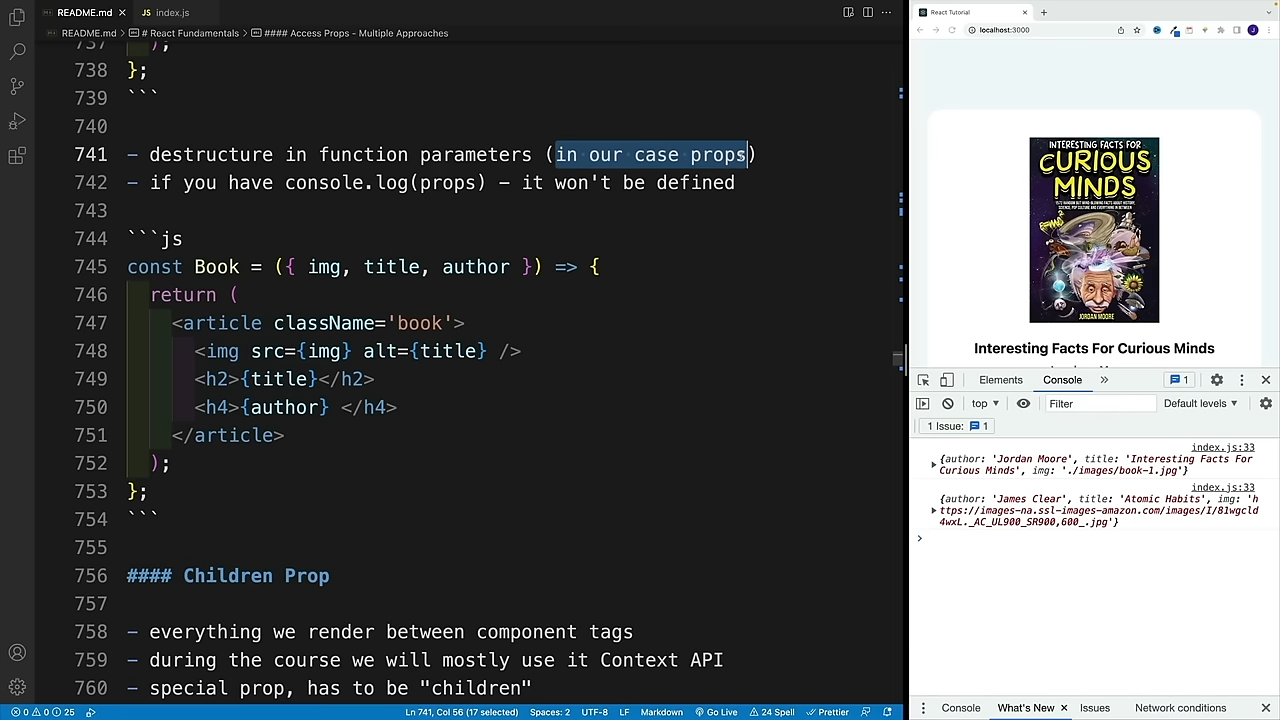 README.md
index.js
README.md > # React Fundamentals > #### Access Props - Multiple Approaches
737 );
738 };
739 ```
740
741 - destructure in function parameters (in our case props)
742 - if you have console.log(props) - it won't be defined
743
744 ```js
745 const Book = ({ img, title, author }) => {
746 return (
747 <article className='book'>
748 <img src={img} alt={title} />
749 <h2>{title}</h2>
750 <h4>{author} </h4>
751 </article>
752 );
753 };
754 ```
755
756 #### Children Prop
757
758 - everything we render between component tags
759 - during the course we will mostly use it Context API
760 - special prop, has to be "children"
0 0 25
Ln 741, Col 56 (17 selected) Spaces: 2 UTF-8 LF Markdown Go Live 24 Spell Prettier
React Tutorial
localhost:3000
J
INTERESTING FACTS FOR
CURIOUS
MINDS
JORDAN MOORE
Interesting Facts For Curious Minds
Elements Console 1
top Filter Default levels
1 Issue: 1
index.js:33
{author: 'Jordan Moore', title: 'Interesting Facts For
Curious Minds', img: './images/book-1.jpg'}
index.js:33
{author: 'James Clear', title: 'Atomic Habits', img: 'h
ttps://images-na.ssl-images-amazon.com/images/I/81wgcld
4wxL._AC_UL900_SR900,600_.jpg'}
Console What's New Issues Network conditions